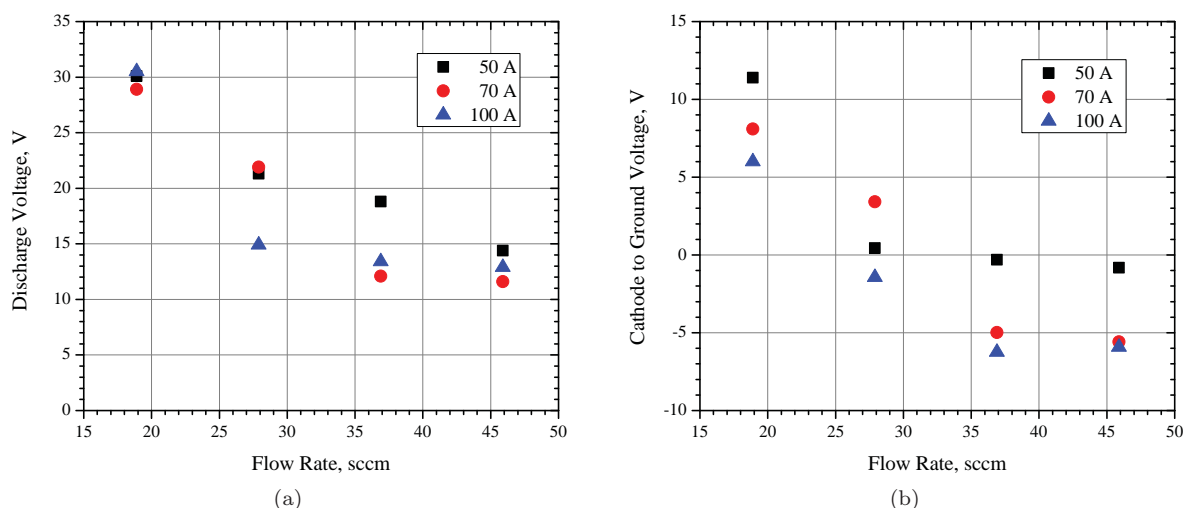 35
30
25
20
15
10
5
0
Discharge Voltage, V
50 A
70 A
100 A
15 20 25 30 35 40 45 50
Flow Rate, sccm
(a)
15
10
5
0
-5
-10
Cathode to Ground Voltage, V
50 A
70 A
100 A
15 20 25 30 35 40 45 50
Flow Rate, sccm
(b)